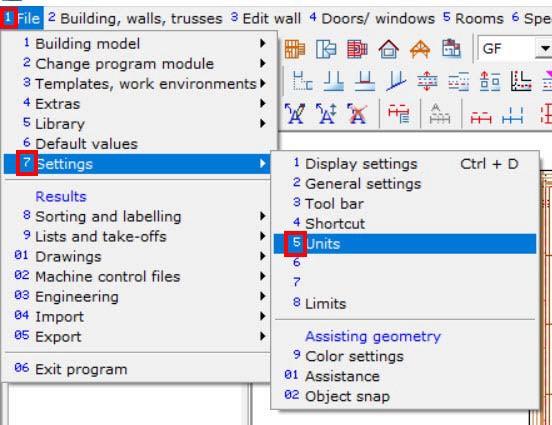 1 File 2 Building, walls, trusses 3 Edit wall 4 Doors/ windows 5 Rooms 6 Spe
1 Building model
2 Change program module
3 Templates, work environments
4 Extras
5 Library
6 Default values
7 Settings
Results
8 Sorting and labelling
9 Lists and take-offs
01 Drawings
02 Machine control files
03 Engineering
04 Import
05 Export
06 Exit program
GF
1 Display settings Ctrl + D
2 General settings
3 Tool bar
4 Shortcut
5 Units
6
7
8 Limits
Assisting geometry
9 Color settings
01 Assistance
02 Object snap